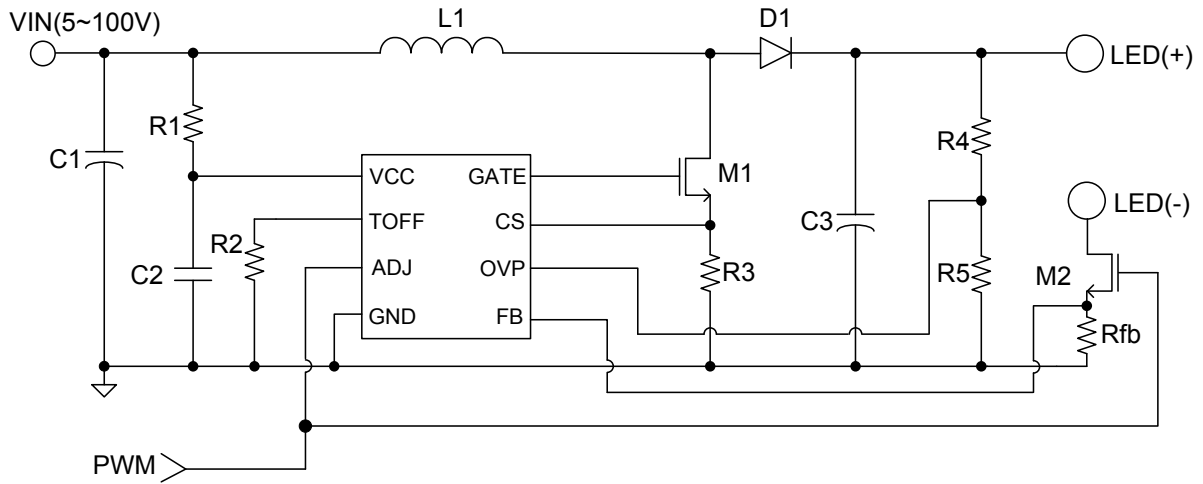 VIN(5~100V)
L1
D1
LED(+)
R1
C1
R4
VCC
GATE
M1
TOFF
CS
C3
LED(-)
R2
C2
ADJ
OVP
R3
R5
M2
GND
FB
Rfb
PWM